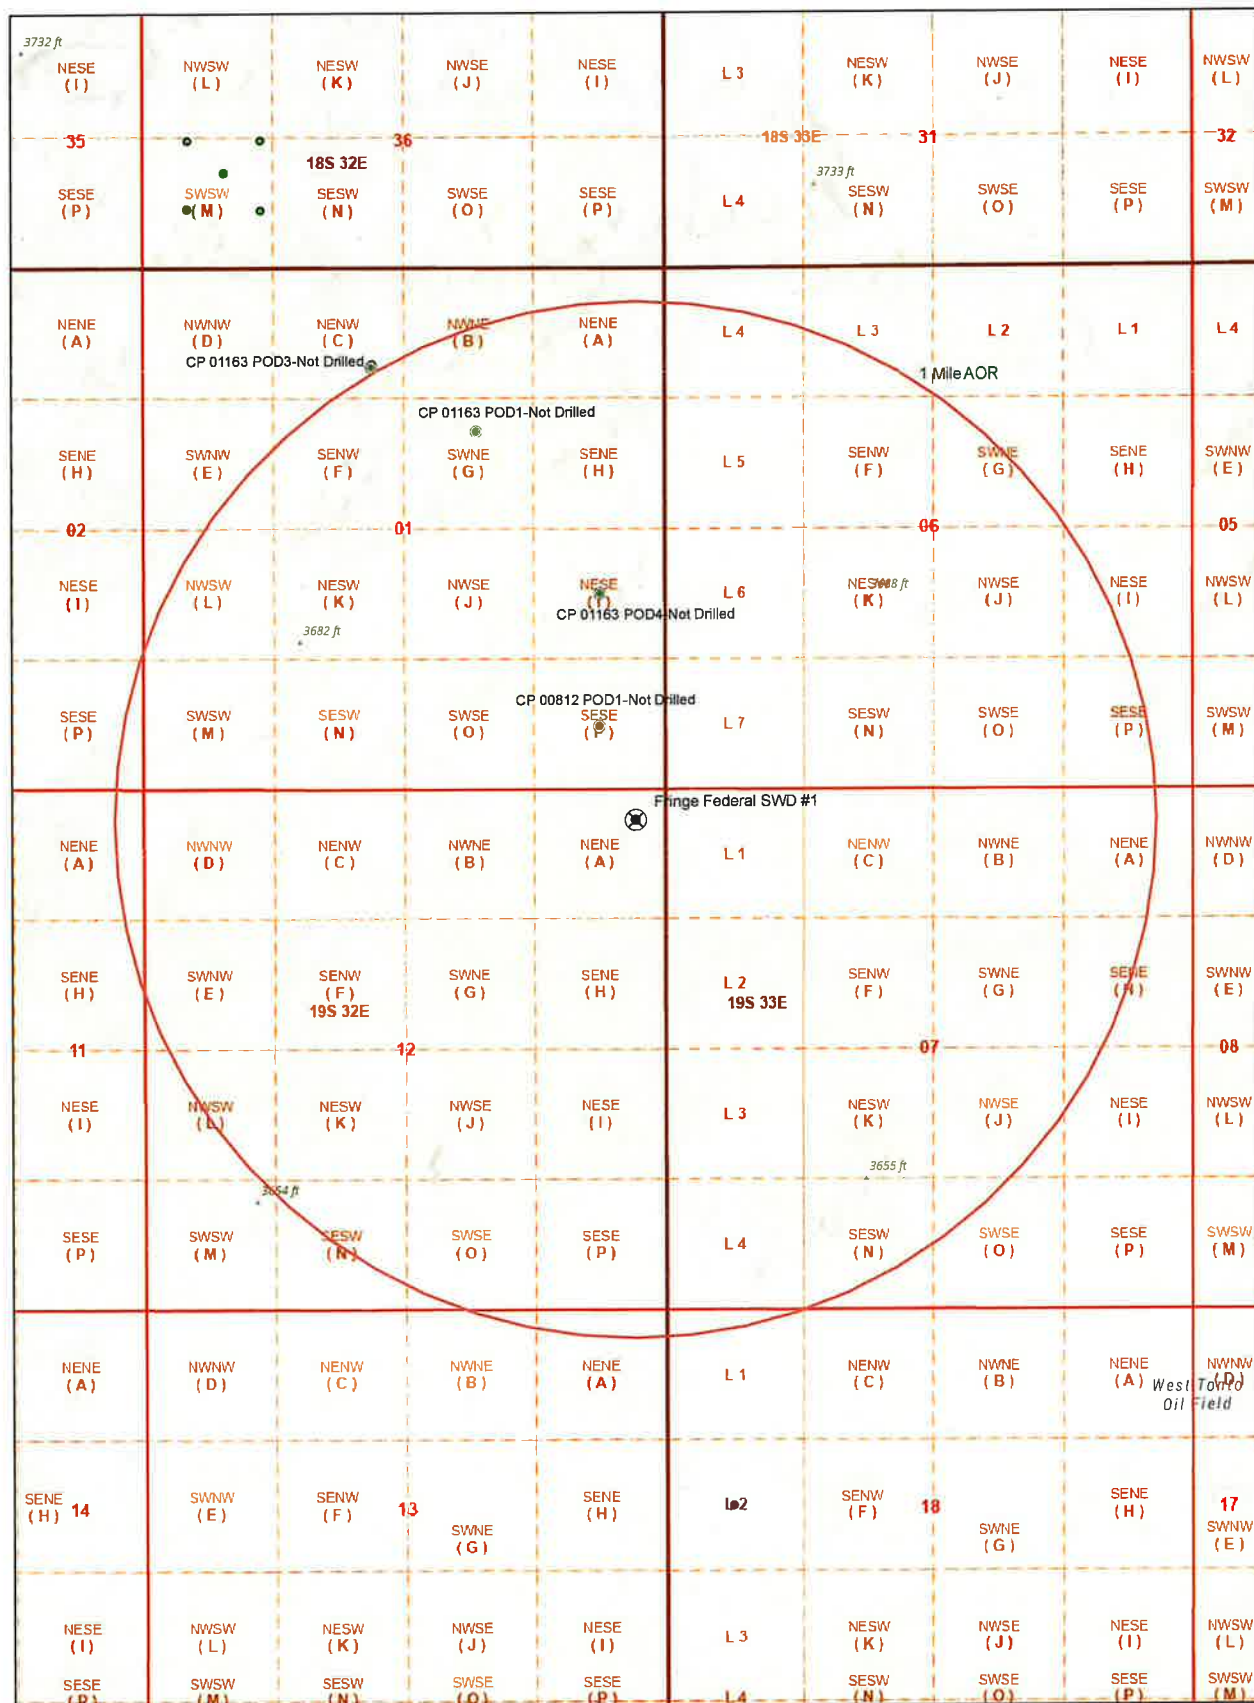 3732 ft
NESE NWSW NESW NWSE NESE L 3 NESW NWSE NESE NWSW
(I) (L) (K) (J) (I) (K) (J) (I) (L)
35 36 18S 33E 31 32
18S 32E
3733 ft
SESE SWSW SESW SWSE SESE L 4 SESW SWSE SESE SWSW
(P) (M) (N) (O) (P) (N) (O) (P) (M)
NENE NWNW NENW NWNE NENE L 4 L 3 L 2 L 1 L 4
(A) (D) (C) (B) (A)
CP 01163 POD3-Not Drilled
1 Mile AOR
CP 01163 POD1-Not Drilled
SENE SWNW SENW SWNE SENE L 5 SENW SWNE SENE SWNW
(H) (E) (F) (G) (H) (F) (G) (H) (E)
02 01 06 05
NESE NWSW NESW NWSE NESE L 6 NESW NWSE NESE NWSW
(I) (L) (K) (J) (I) (K) (J) (I) (L)
CP 01163 POD4-Not Drilled
3682 ft
CP 00812 POD1-Not Drilled
SESE SWSW SESW SWSE SESE L 7 SESW SWSE SESE SWSW
(P) (M) (N) (O) (P) (N) (O) (P) (M)
Fringe Federal SWD #1
NENE NWNW NENW NWNE NENE L 1 NENW NWNE NENE NWNW
(A) (D) (C) (B) (A) (C) (B) (A) (D)
SENE SWNW SENW SWNE SENE L 2 SENW SWNE SENE SWNW
(H) (E) (F) (G) (H) (F) (G) (H) (E)
19S 32E 19S 33E
11 12 07 08
NESE NWSW NESW NWSE NESE L 3 NESW NWSE NESE NWSW
(I) (L) (K) (J) (I) (K) (J) (I) (L)
3655 ft
3654 ft
SESE SWSW SESW SWSE SESE L 4 SESW SWSE SESE SWSW
(P) (M) (N) (O) (P) (N) (O) (P) (M)
NENE NWNW NENW NWNE NENE L 1 NENW NWNE NENE NWNW
(A) (D) (C) (B) (A) (C) (B) (A) (D)
West Tonto
Oil Field
SENE SWNW SENW SENE L 2 SENW SENE
(H) 14 (E) (F) 13 (H) (F) 18 (H) 17
SWNE SWNE SWNW
(G) (G) (E)
NESE NWSW NESW NWSE NESE L 3 NESW NWSE NESE NWSW
(I) (L) (K) (J) (I) (K) (J) (I) (L)
SESE SWSW SESW SWSE SESE SESW SWSE SESE SWSW
(P) (M) (N) (O) (P) L 4 (N) (O) (P) (M)